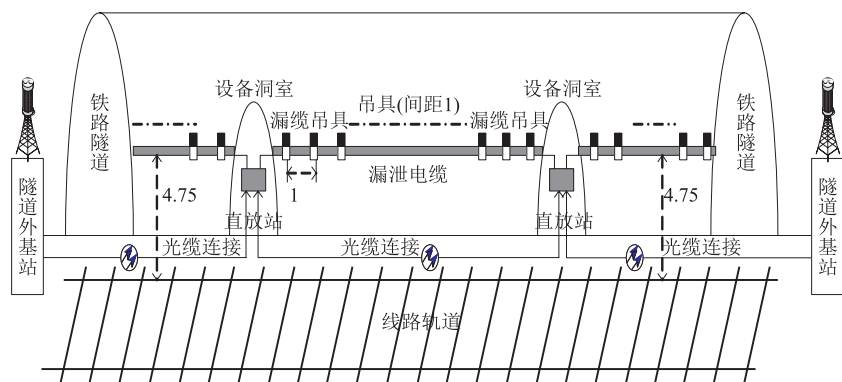 设备洞室
吊具(间距1)
设备洞室
铁路隧道
漏缆吊具
漏缆吊具
铁路隧道
漏泄电缆
4.75
1
4.75
隧道外基站
直放站
直放站
隧道外基站
光缆连接
光缆连接
光缆连接
线路轨道